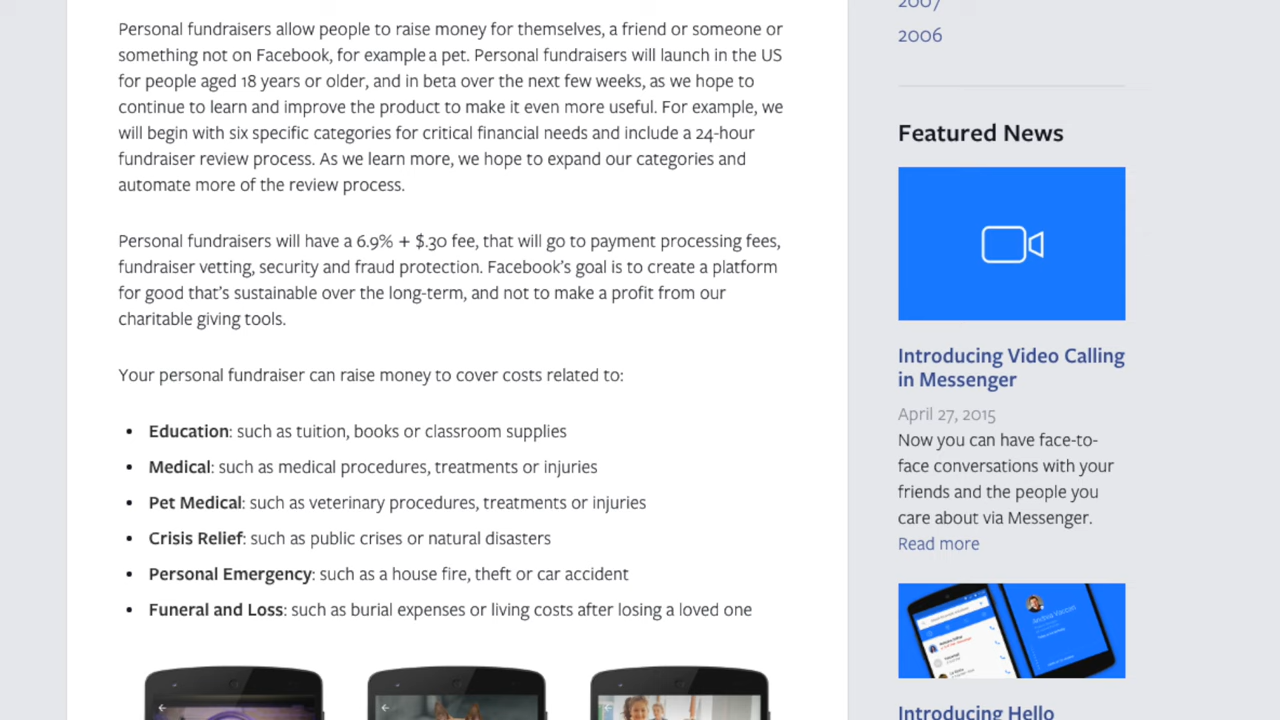 Personal fundraisers allow people to raise money for themselves, a friend or someone or
something not on Facebook, for example a pet. Personal fundraisers will launch in the US
for people aged 18 years or older, and in beta over the next few weeks, as we hope to
continue to learn and improve the product to make it even more useful. For example, we
will begin with six specific categories for critical financial needs and include a 24-hour
fundraiser review process. As we learn more, we hope to expand our categories and
automate more of the review process.
Personal fundraisers will have a 6.9% + $.30 fee, that will go to payment processing fees,
fundraiser vetting, security and fraud protection. Facebook’s goal is to create a platform
for good that’s sustainable over the long-term, and not to make a profit from our
charitable giving tools.
Your personal fundraiser can raise money to cover costs related to:
• Education: such as tuition, books or classroom supplies
• Medical: such as medical procedures, treatments or injuries
• Pet Medical: such as veterinary procedures, treatments or injuries
• Crisis Relief: such as public crises or natural disasters
• Personal Emergency: such as a house fire, theft or car accident
• Funeral and Loss: such as burial expenses or living costs after losing a loved one
2007
2006
Featured News
Introducing Video Calling
in Messenger
April 27, 2015
Now you can have face-to-
face conversations with your
friends and the people you
care about via Messenger.
Read more
Introducing Hello